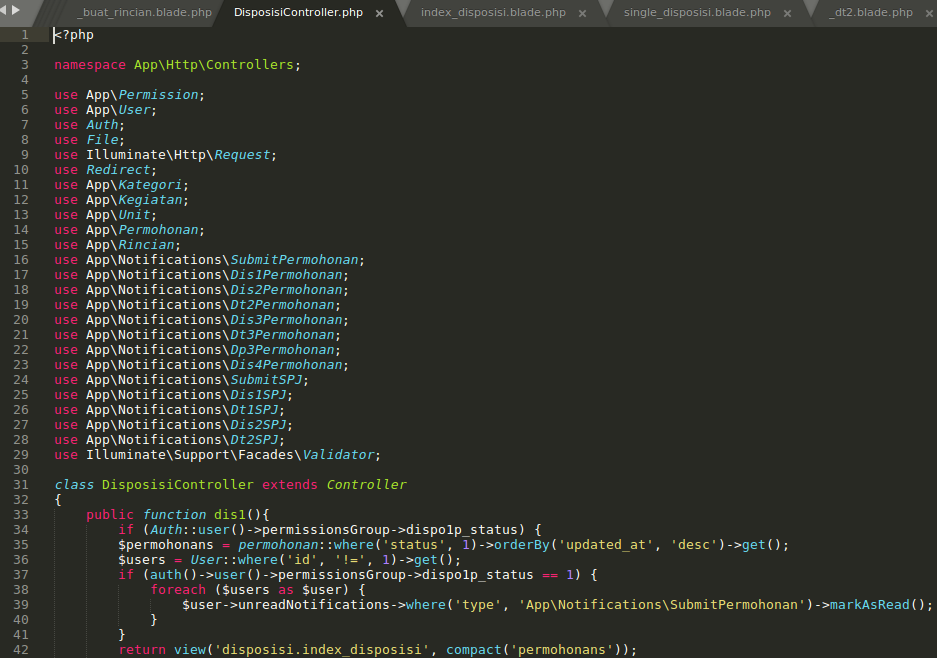 _buat_rincian.blade.php DisposisiController.php × index_disposisi.blade.php × single_disposisi.blade.php × _dt2.blade.php ×
1 <?php
2
3 namespace App\Http\Controllers;
4
5 use App\Permission;
6 use App\User;
7 use Auth;
8 use File;
9 use Illuminate\Http\Request;
10 use Redirect;
11 use App\Kategori;
12 use App\Kegiatan;
13 use App\Unit;
14 use App\Permohonan;
15 use App\Rincian;
16 use App\Notifications\SubmitPermohonan;
17 use App\Notifications\Dis1Permohonan;
18 use App\Notifications\Dis2Permohonan;
19 use App\Notifications\Dt2Permohonan;
20 use App\Notifications\Dis3Permohonan;
21 use App\Notifications\Dt3Permohonan;
22 use App\Notifications\Dp3Permohonan;
23 use App\Notifications\Dis4Permohonan;
24 use App\Notifications\SubmitSPJ;
25 use App\Notifications\Dis1SPJ;
26 use App\Notifications\Dt1SPJ;
27 use App\Notifications\Dis2SPJ;
28 use App\Notifications\Dt2SPJ;
29 use Illuminate\Support\Facades\Validator;
30
31 class DisposisiController extends Controller
32 {
33     public function dis1(){
34         if (Auth::user()->permissionsGroup->dispo1p_status) {
35         $permohonans = permohonan::where('status', 1)->orderBy('updated_at', 'desc')->get();
36         $users = User::where('id', '!=', 1)->get();
37         if (auth()->user()->permissionsGroup->dispo1p_status == 1) {
38             foreach ($users as $user) {
39                 $user->unreadNotifications->where('type', 'App\Notifications\SubmitPermohonan')->markAsRead();
40             }
41         }
42         return view('disposisi.index_disposisi', compact('permohonans'));